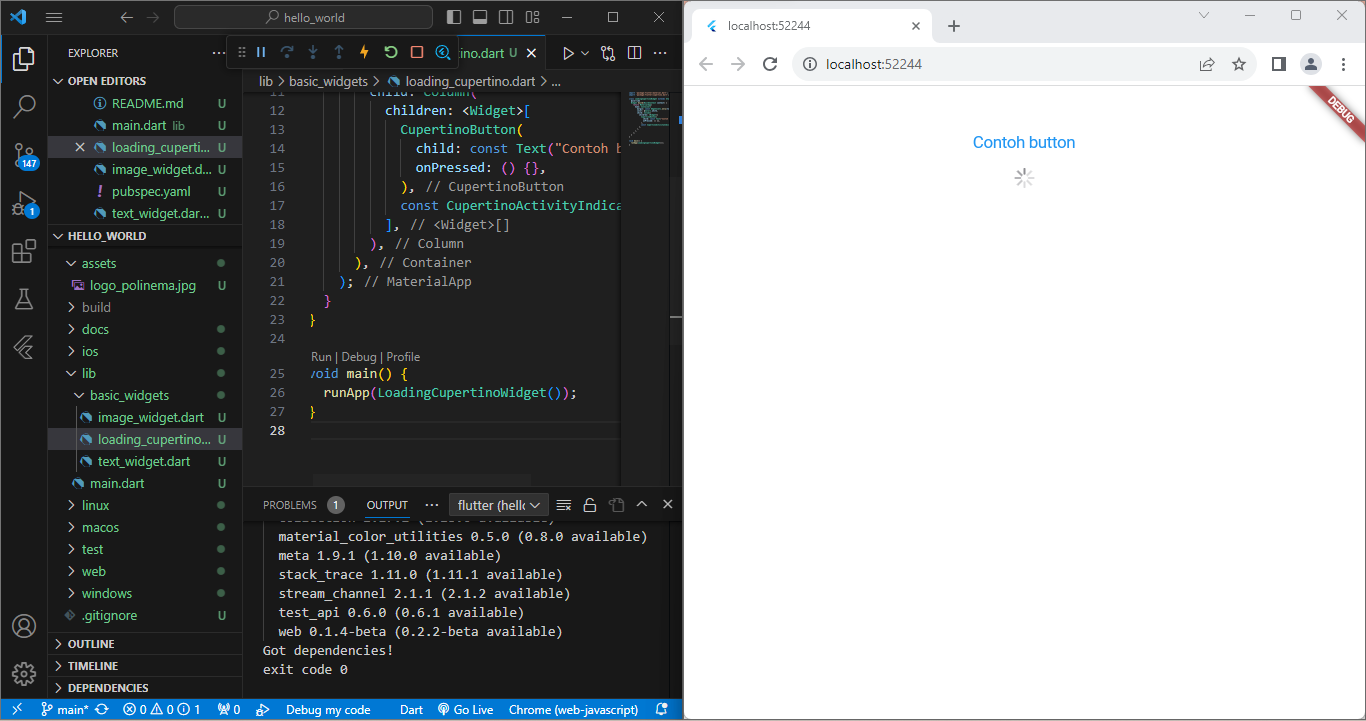 hello_world
EXPLORER
OPEN EDITORS
README.md U
main.dart lib U
loading_cuperti... U
image_widget.d... U
pubspec.yaml U
text_widget.dar... U
HELLO_WORLD
assets
logo_polinema.jpg U
build
docs
ios
lib
basic_widgets
image_widget.dart U
loading_cupertino... U
text_widget.dart U
main.dart U
linux
macos
test
web
windows
.gitignore U
OUTLINE
TIMELINE
DEPENDENCIES
147
1
ino.dart U
lib > basic_widgets > loading_cupertino.dart > ...
11 child: Column(
12 children: <Widget>[
13 CupertinoButton(
14 child: const Text("Contoh b
15 onPressed: () {},
16 ), // CupertinoButton
17 const CupertinoActivityIndica
18 ], // <Widget>[]
19 ), // Column
20 ), // Container
21 ); // MaterialApp
22 }
23 }
24
Run | Debug | Profile
25 void main() {
26 runApp(LoadingCupertinoWidget());
27 }
28
PROBLEMS 1 OUTPUT ... flutter (hello
material_color_utilities 0.5.0 (0.8.0 available)
meta 1.9.1 (1.10.0 available)
stack_trace 1.11.0 (1.11.1 available)
stream_channel 2.1.1 (2.1.2 available)
test_api 0.6.0 (0.6.1 available)
web 0.1.4-beta (0.2.2-beta available)
Got dependencies!
exit code 0
main* 0 0 1 0 Debug my code Dart Go Live Chrome (web-javascript)
localhost:52244
localhost:52244
DEBUG
Contoh button